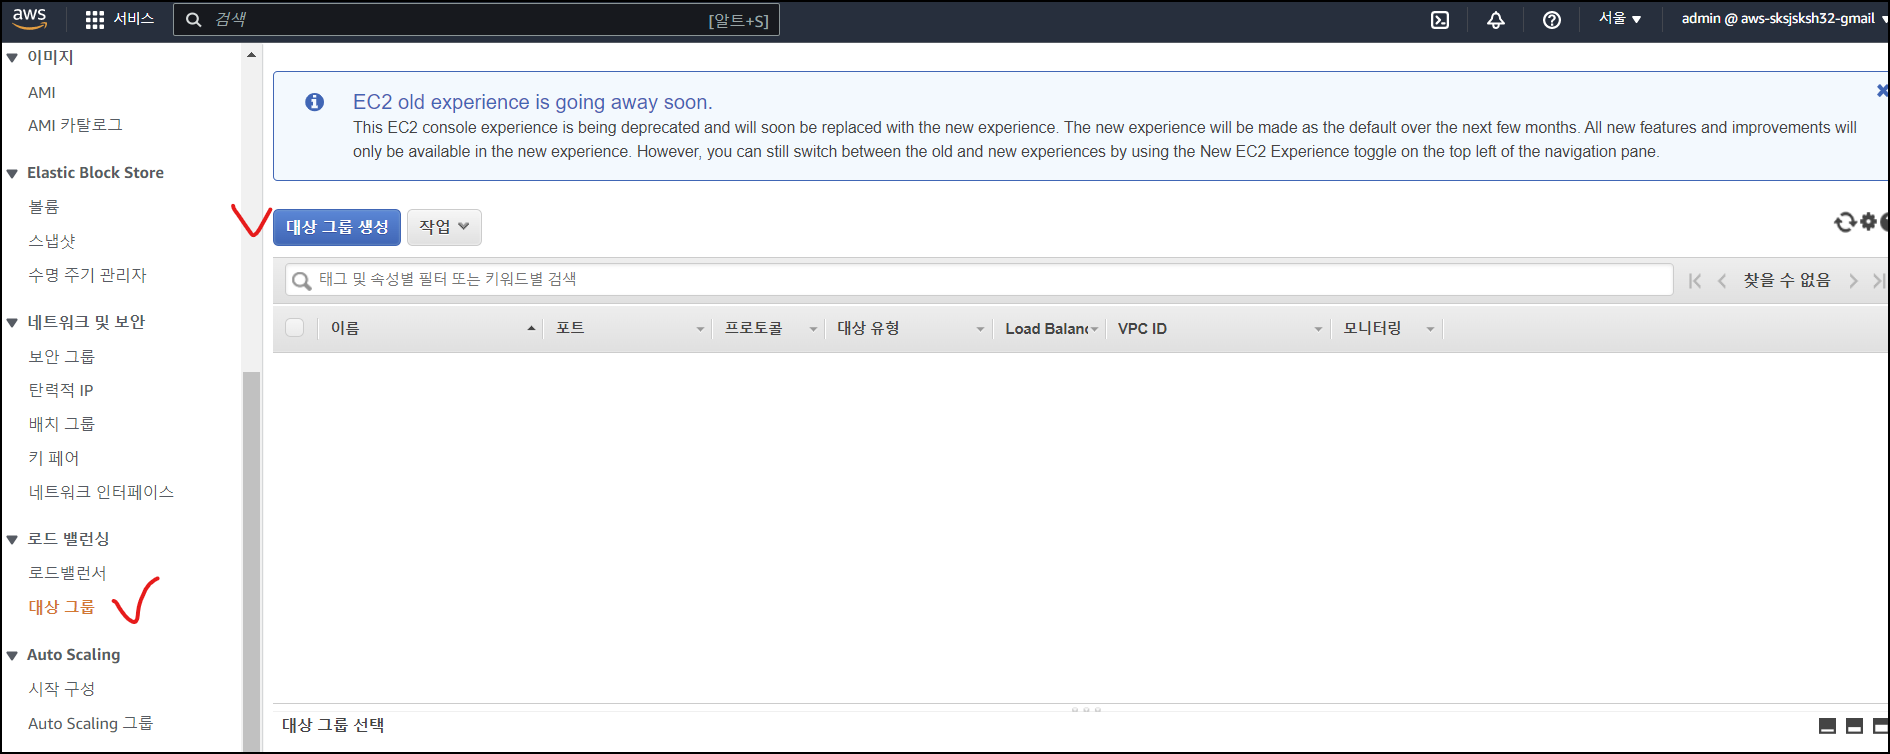 aws
서비스
검색
[알트+S]
서울
admin @ aws-sksjsksh32-gmail
이미지
AMI
AMI 카탈로그
Elastic Block Store
볼륨
스냅샷
수명 주기 관리자
네트워크 및 보안
보안 그룹
탄력적 IP
배치 그룹
키 페어
네트워크 인터페이스
로드 밸런싱
로드밸런서
대상 그룹
Auto Scaling
시작 구성
Auto Scaling 그룹
EC2 old experience is going away soon.
This EC2 console experience is being deprecated and will soon be replaced with the new experience. The new experience will be made as the default over the next few months. All new features and improvements will
only be available in the new experience. However, you can still switch between the old and new experiences by using the New EC2 Experience toggle on the top left of the navigation pane.
대상 그룹 생성
작업
태그 및 속성별 필터 또는 키워드별 검색
찾을 수 없음
이름 포트 프로토콜 대상 유형 Load Balanc VPC ID 모니터링
대상 그룹 선택